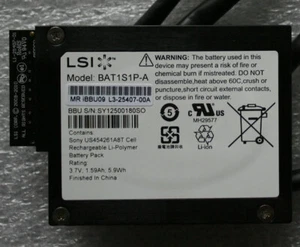 LSI
Model: BAT1S1P-A
MR iBBU09 L3-25407-00A
BBU S/N: SY12500180SO
Contains:
Sony US454261A8T Cell
Rechargeable Li-Polymer
Battery Pack
3.7V, 1.59Ah, 5.9Wh
Finished In China
WARNING:
The battery used in this
device may present a risk of fire
or chemical burn if mistreated.
Do not disassemble,
heat above 60C, crush or
puncture, short circuit external
contacts, or dispose
of in fire or water.
MH29577
Li-ion